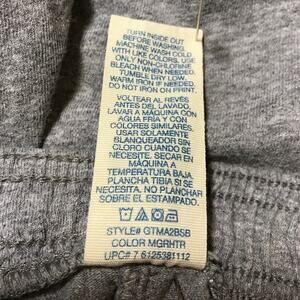 TURN INSIDE OUT
BEFORE WASHING.
MACHINE WASH COLD
WITH LIKE COLORS. USE
ONLY NON-CHLORINE
BLEACH WHEN NEEDED.
TUMBLE DRY LOW.
WARM IRON IF NEEDED.
DO NOT IRON ON PRINT.
VOLTEAR AL REVÉS
ANTES DEL LAVADO.
LAVAR A MÁQUINA CON
AGUA FRIA Y CON
COLORES SIMILARES.
USAR SOLAMENTE
BLANQUEADOR SIN
CLORO CUANDO SE
NECESITE. SECAR EN
MÁQUINA A
TEMPERATURA BAJA.
PLANCHA TIBIA SI SE
NECESITA. NO PLANCHAR
SOBRE EL ESTAMPADO.
STYLE# GTMA2BSB
COLOR MGRHTR
UPC# 7 6125381112